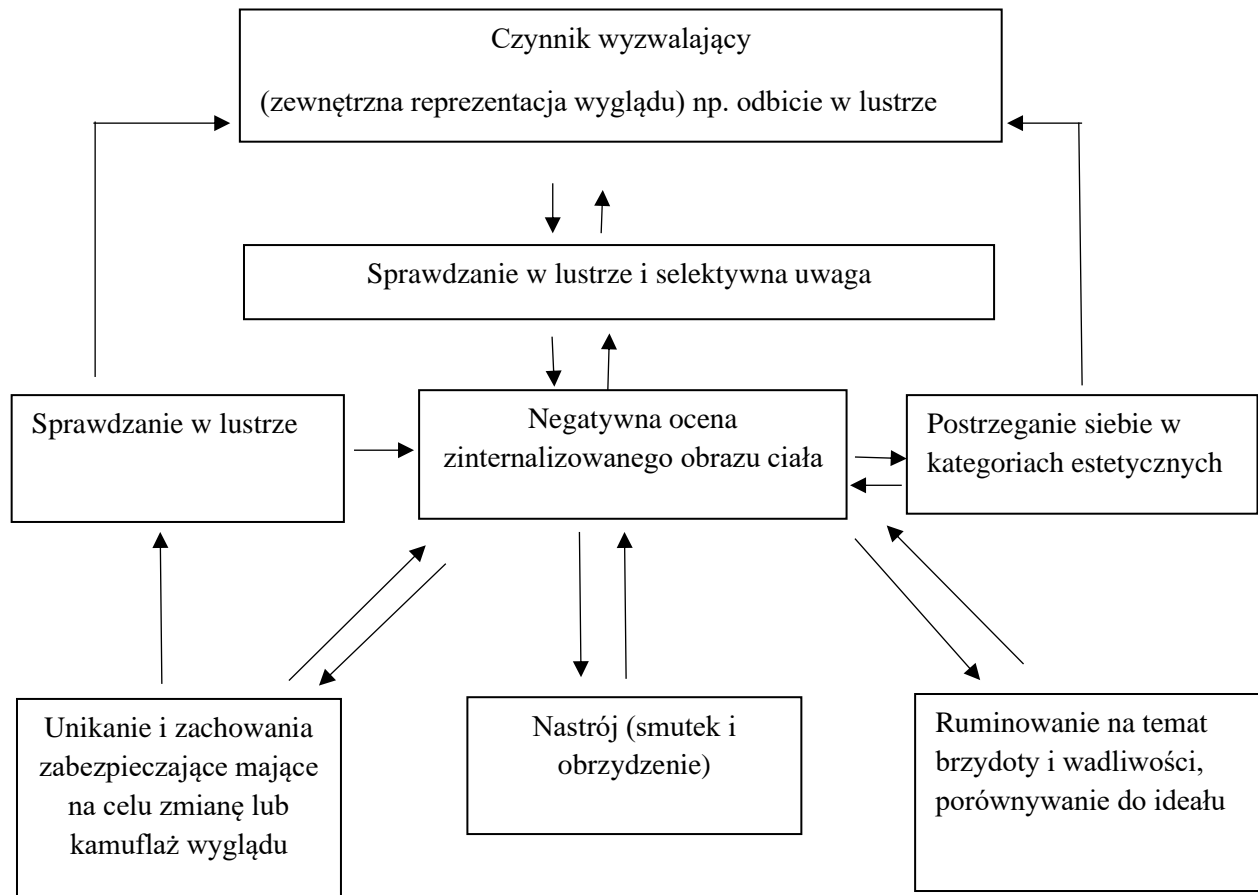 Czynnik wyzwalający
(zewnętrzna reprezentacja wyglądu) np. odbicie w lustrze
Sprawdzanie w lustrze i selektywna uwaga
Sprawdzanie w lustrze
Negatywna ocena
zinternalizowanego obrazu ciała
Postrzeganie siebie w
kategoriach estetycznych
Unikanie i zachowania
zabezpieczające mające
na celu zmianę lub
kamuflaż wyglądu
Nastrój (smutek i
obrzydzenie)
Ruminowanie na temat
brzydoty i wadliwości,
porównywanie do ideału